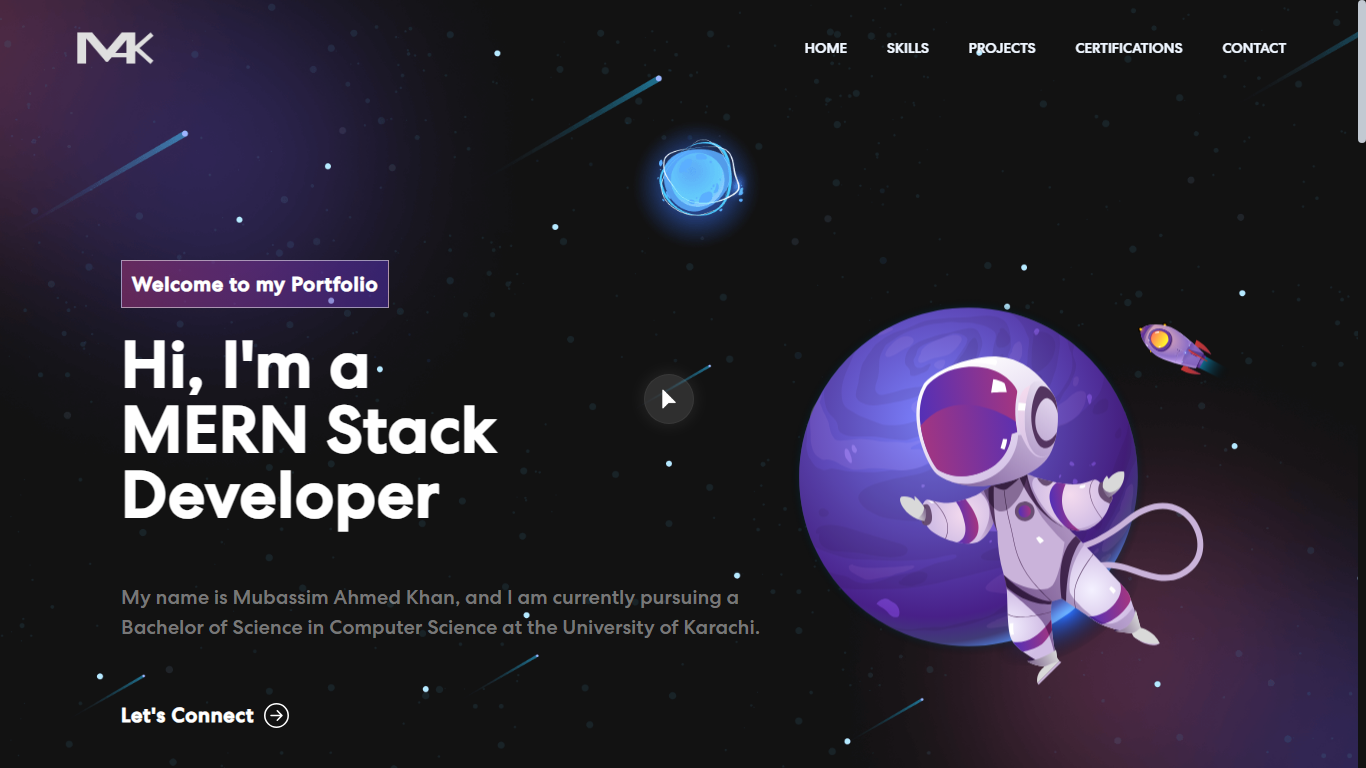 MAK
HOME SKILLS PROJECTS CERTIFICATIONS CONTACT
Welcome to my Portfolio
Hi, I'm a
MERN Stack
Developer
My name is Mubassim Ahmed Khan, and I am currently pursuing a
Bachelor of Science in Computer Science at the University of Karachi.
Let's Connect